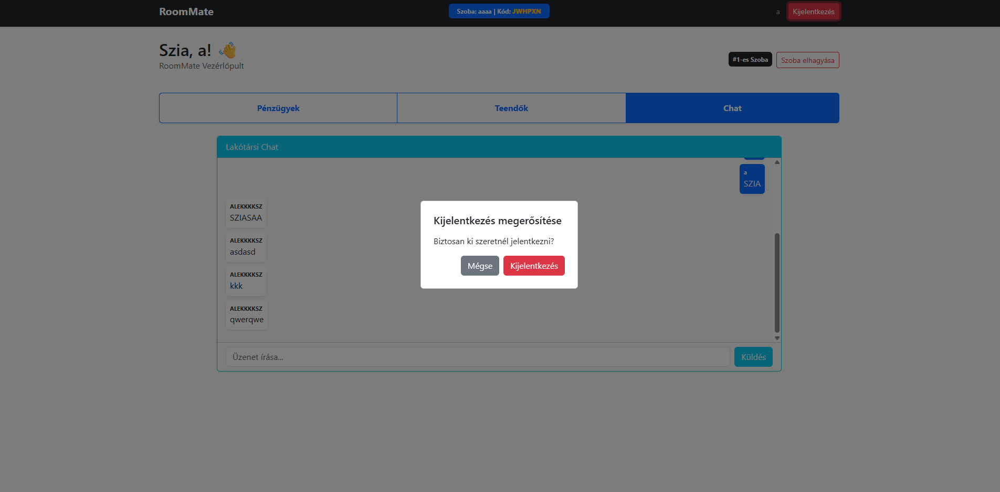 RoomMate
Szoba: aaaa | Kód: JWHPXN
a
Kijelentkezés
Szia, a! 👋
RoomMate Vezérlőpult
#1-es Szoba
Szoba elhagyása
Pénzügyek
Teendők
Chat
Lakótársi Chat
a
SZIA
ALEKKKKSZ
SZIASAA
ALEKKKKSZ
asdasd
ALEKKKKSZ
kkk
ALEKKKKSZ
qwerqwe
Üzenet írása...
Küldés
Kijelentkezés megerősítése
Biztosan ki szeretnél jelentkezni?
Mégse
Kijelentkezés